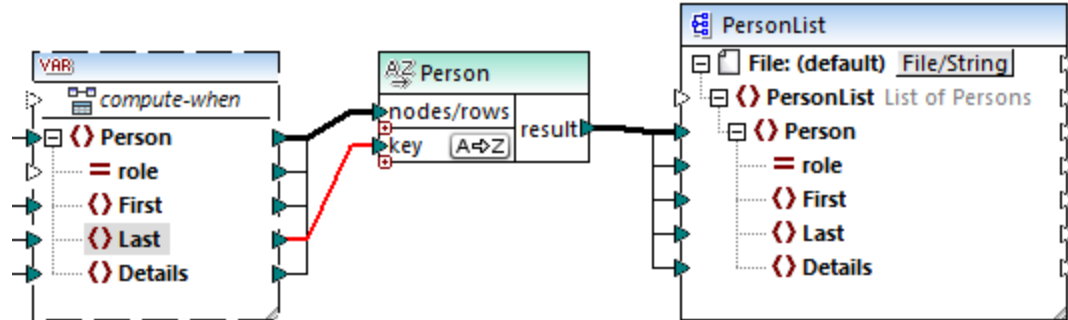 VAR
compute-when
Person
role
First
Last
Details
AZ Person
nodes/rows
key A⇨Z
result
PersonList
File: (default) File/String
PersonList List of Persons
Person
role
First
Last
Details